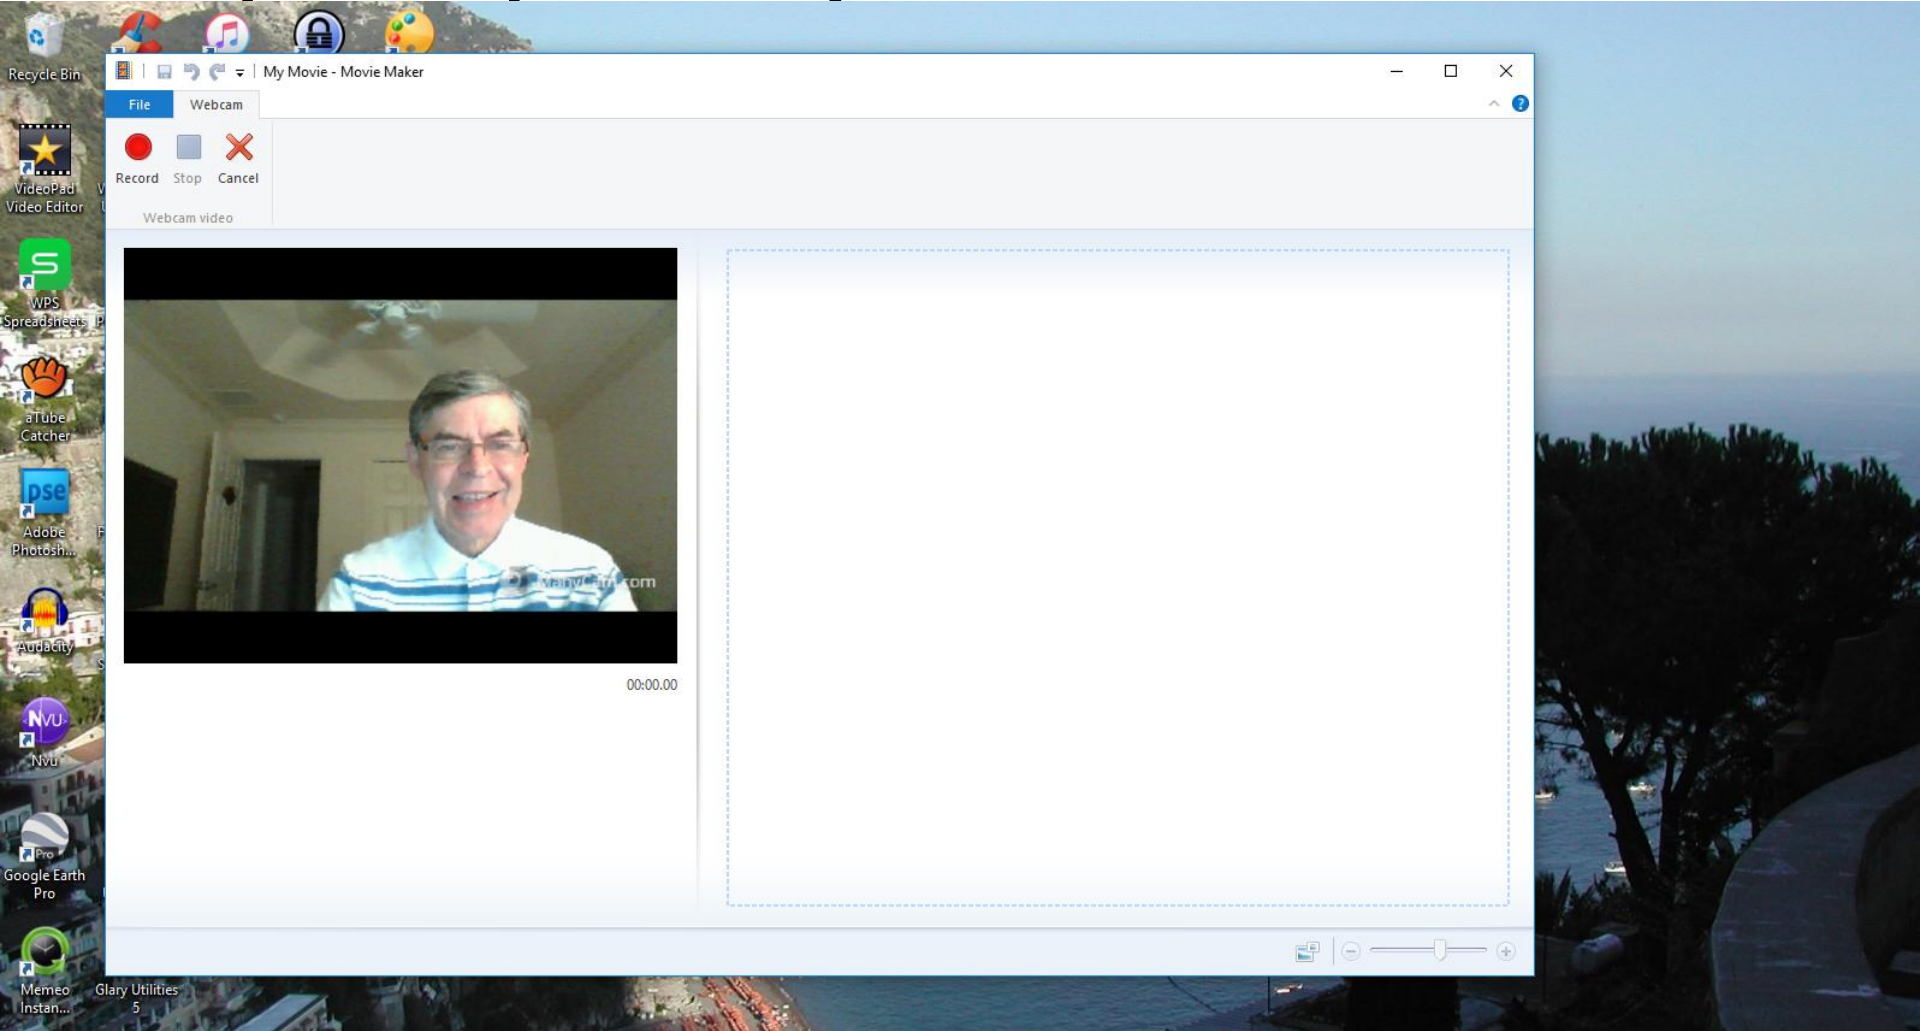 Recycle Bin
My Movie - Movie Maker
File
Webcam
?
Record
Stop
Cancel
Webcam video
ManyCam.com
00:00.00
VideoPad
Video Editor
S
WPS
Spreadsheets
aTube
Catcher
pse
Adobe
Photosh...
Audacity
NVU
Nvu
Pro
Google Earth
Pro
Memeo
Instan...
Glary Utilities
5